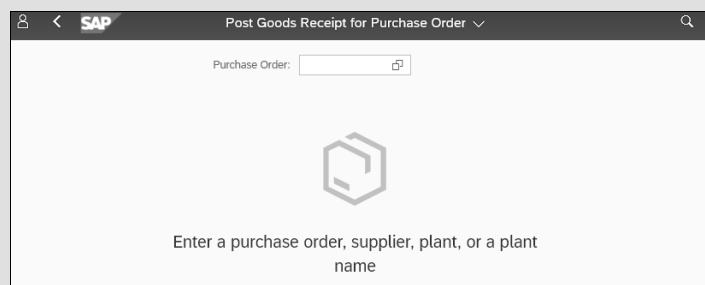 SAP
Post Goods Receipt for Purchase Order
Purchase Order:
Enter a purchase order, supplier, plant, or a plant
name